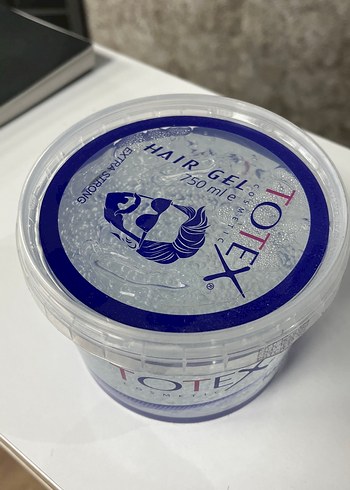 TOTEX®
COSMETIC
HAIR GEL
750 ml e
EXTRA STRONG
TOTEX